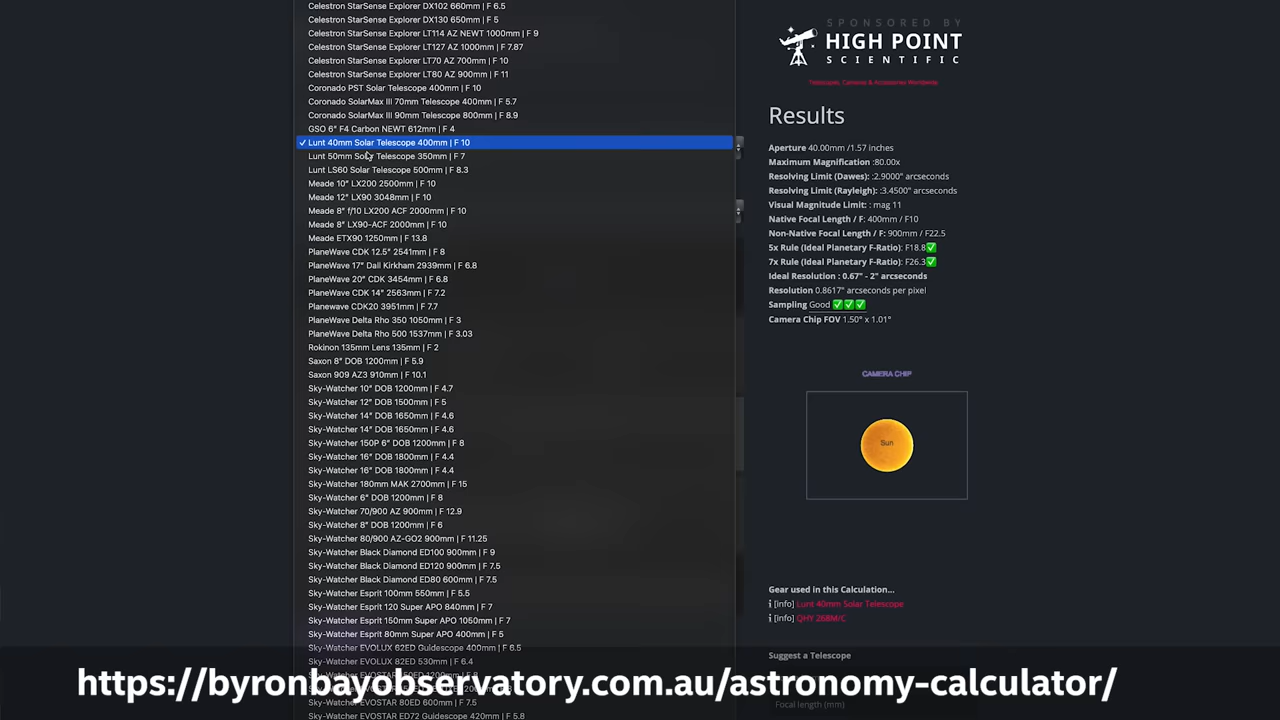 Celestron StarSense Explorer DX102 660mm | F 6.5
Celestron StarSense Explorer DX130 650mm | F 5
Celestron StarSense Explorer LT114 AZ NEWT 1000mm | F 9
Celestron StarSense Explorer LT127 AZ 1000mm | F 7.87
Celestron StarSense Explorer LT70 AZ 700mm | F 10
Celestron StarSense Explorer LT80 AZ 900mm | F 11
Coronado PST Solar Telescope 400mm | F 10
Coronado SolarMax III 70mm Telescope 400mm | F 5.7
Coronado SolarMax III 90mm Telescope 800mm | F 8.9
GSO 6" F4 Carbon NEWT 612mm | F 4
✓ Lunt 40mm Solar Telescope 400mm | F 10
Lunt 50mm Solar Telescope 350mm | F 7
Lunt LS60 Solar Telescope 500mm | F 8.3
Meade 10" LX200 2500mm | F 10
Meade 12" LX90 3048mm | F 10
Meade 8" f/10 LX200 ACF 2000mm | F 10
Meade 8" LX90-ACF 2000mm | F 10
Meade ETX90 1250mm | F 13.8
PlaneWave CDK 12.5" 2541mm | F 8
PlaneWave 17" Dall Kirkham 2939mm | F 6.8
PlaneWave 20" CDK 3454mm | F 6.8
PlaneWave CDK 14" 2563mm | F 7.2
Planewave CDK20 3951mm | F 7.7
PlaneWave Delta Rho 350 1050mm | F 3
PlaneWave Delta Rho 500 1537mm | F 3.03
Rokinon 135mm Lens 135mm | F 2
Saxon 8" DOB 1200mm | F 5.9
Saxon 909 AZ3 910mm | F 10.1
Sky-Watcher 10" DOB 1200mm | F 4.7
Sky-Watcher 12" DOB 1500mm | F 5
Sky-Watcher 14" DOB 1650mm | F 4.6
Sky-Watcher 14" DOB 1650mm | F 4.6
Sky-Watcher 150P 6" DOB 1200mm | F 8
Sky-Watcher 16" DOB 1800mm | F 4.4
Sky-Watcher 16" DOB 1800mm | F 4.4
Sky-Watcher 180mm MAK 2700mm | F 15
Sky-Watcher 6" DOB 1200mm | F 8
Sky-Watcher 70/900 AZ 900mm | F 12.9
Sky-Watcher 8" DOB 1200mm | F 6
Sky-Watcher 80/900 AZ-GO2 900mm | F 11.25
Sky-Watcher Black Diamond ED100 900mm | F 9
Sky-Watcher Black Diamond ED120 900mm | F 7.5
Sky-Watcher Black Diamond ED80 600mm | F 7.5
Sky-Watcher Esprit 100mm 550mm | F 5.5
Sky-Watcher Esprit 120 Super APO 840mm | F 7
Sky-Watcher Esprit 150mm Super APO 1050mm | F 7
Sky-Watcher Esprit 80mm Super APO 400mm | F 5
Sky-Watcher EVOLUX 62ED Guidescope 400mm | F 6.5
Sky-Watcher EVOLUX 82ED 530mm | F 6.4
Sky-Watcher EVOSTAR 80ED 600mm | F 7.5
Sky-Watcher EVOSTAR ED72 Guidescope 420mm | F 5.8
SPONSORED BY
HIGH POINT
SCIENTIFIC
Telescopes, Cameras & Accessories Worldwide.
Results
Aperture 40.00mm/1.57 inches
Maximum Magnification :80.00x
Resolving Limit (Dawes): :2.9000" arcseconds
Resolving Limit (Rayleigh): :3.4500" arcseconds
Visual Magnitude Limit: : mag 11
Native Focal Length / F: 400mm /F10
Non-Native Focal Length / F: 900mm /F22.5
5x Rule (Ideal Planetary F-Ratio): F18.8✅
7x Rule (Ideal Planetary F-Ratio): F26.3✅
Ideal Resolution : 0.67" - 2" arcseconds
Resolution 0.8617" arcseconds per pixel
Sampling Good ✅✅✅
Camera Chip FOV 1.50° x 1.01°
CAMERA CHIP
Sun
Gear used in this Calculation...
ℹ [info] Lunt 40mm Solar Telescope
ℹ [info] QHY 268M/C
Suggest a Telescope
Focal length (mm)
https://byronbayobservatory.com.au/astronomy-calculator/